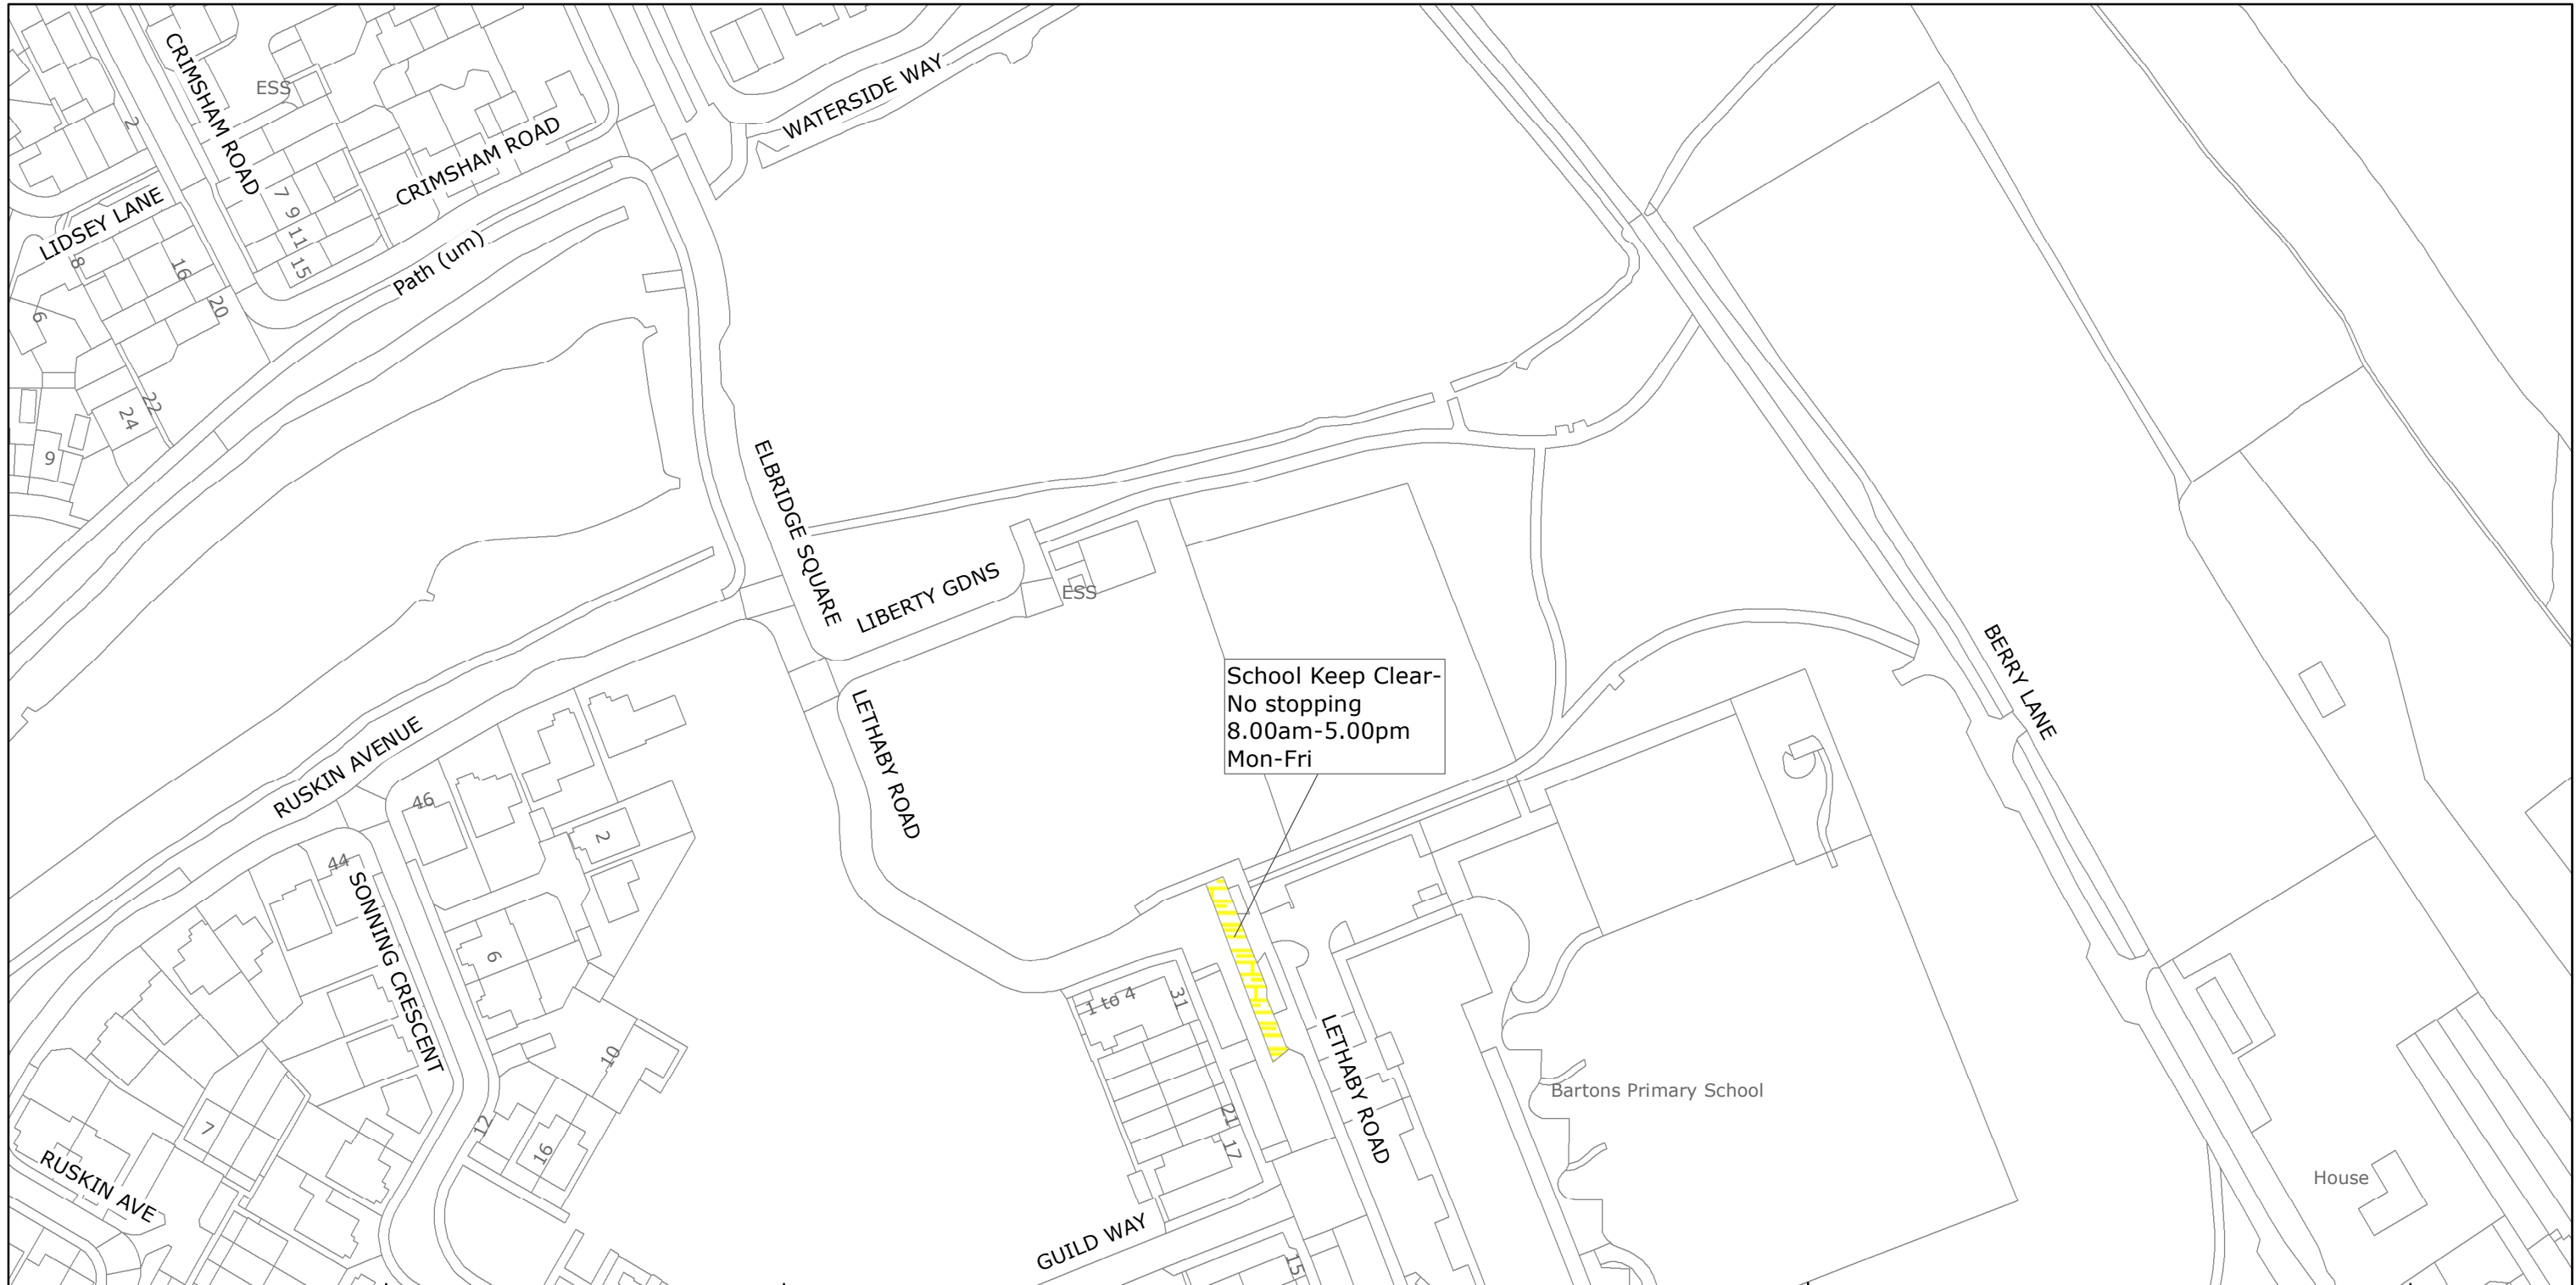 CRIMSHAM ROAD
ESS
WATERSIDE WAY
2
CRIMSHAM ROAD
LIDSEY LANE
7
9
11
15
Path (um)
8
16
20
6
22
24
9
ELBRIDGE SQUARE
LIBERTY GDNS
ESS
BERRY LANE
School Keep Clear-
No stopping
8.00am-5.00pm
Mon-Fri
RUSKIN AVENUE
LETHABY ROAD
46
2
44
SONNING CRESCENT
6
1 to 4
31
LETHABY ROAD
10
Bartons Primary School
12
7
16
21
17
RUSKIN AVE
House
GUILD WAY
15